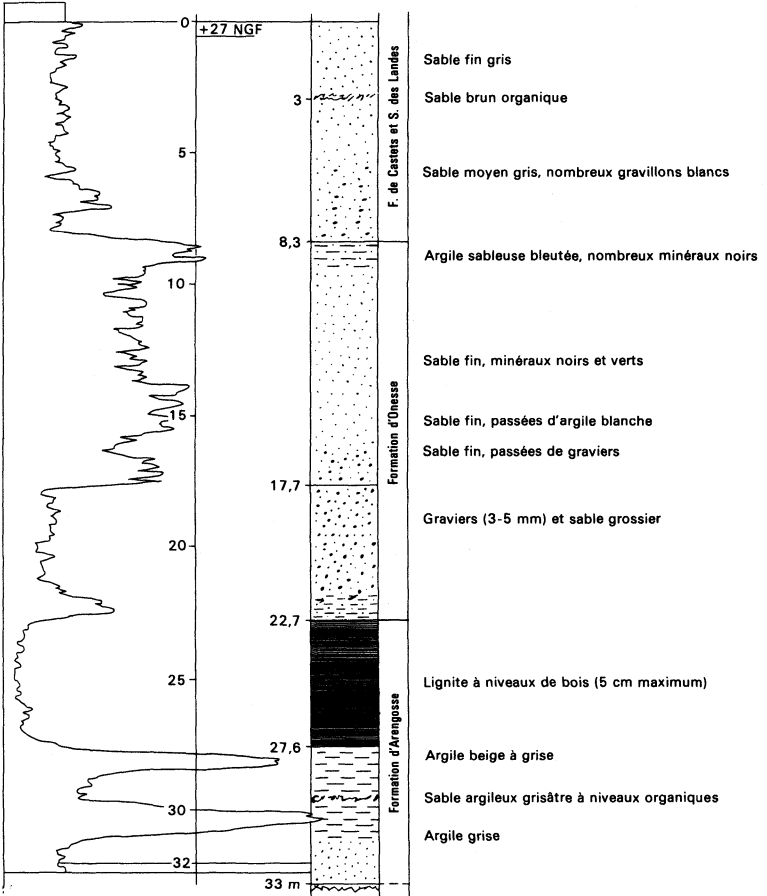 0
+27 NGF
Sable fin gris
3
Sable brun organique
5
Sable moyen gris, nombreux gravillons blancs
F. de Castets et S. des Landes
8,3
Argile sableuse bleutée, nombreux minéraux noirs
10
Sable fin, minéraux noirs et verts
15
Sable fin, passées d'argile blanche
Sable fin, passées de graviers
Formation d'Onesse
17,7
Graviers (3-5 mm) et sable grossier
20
22,7
25
Lignite à niveaux de bois (5 cm maximum)
27,6
Argile beige à grise
Formation d'Arengosse
Sable argileux grisâtre à niveaux organiques
30
Argile grise
32
33 m